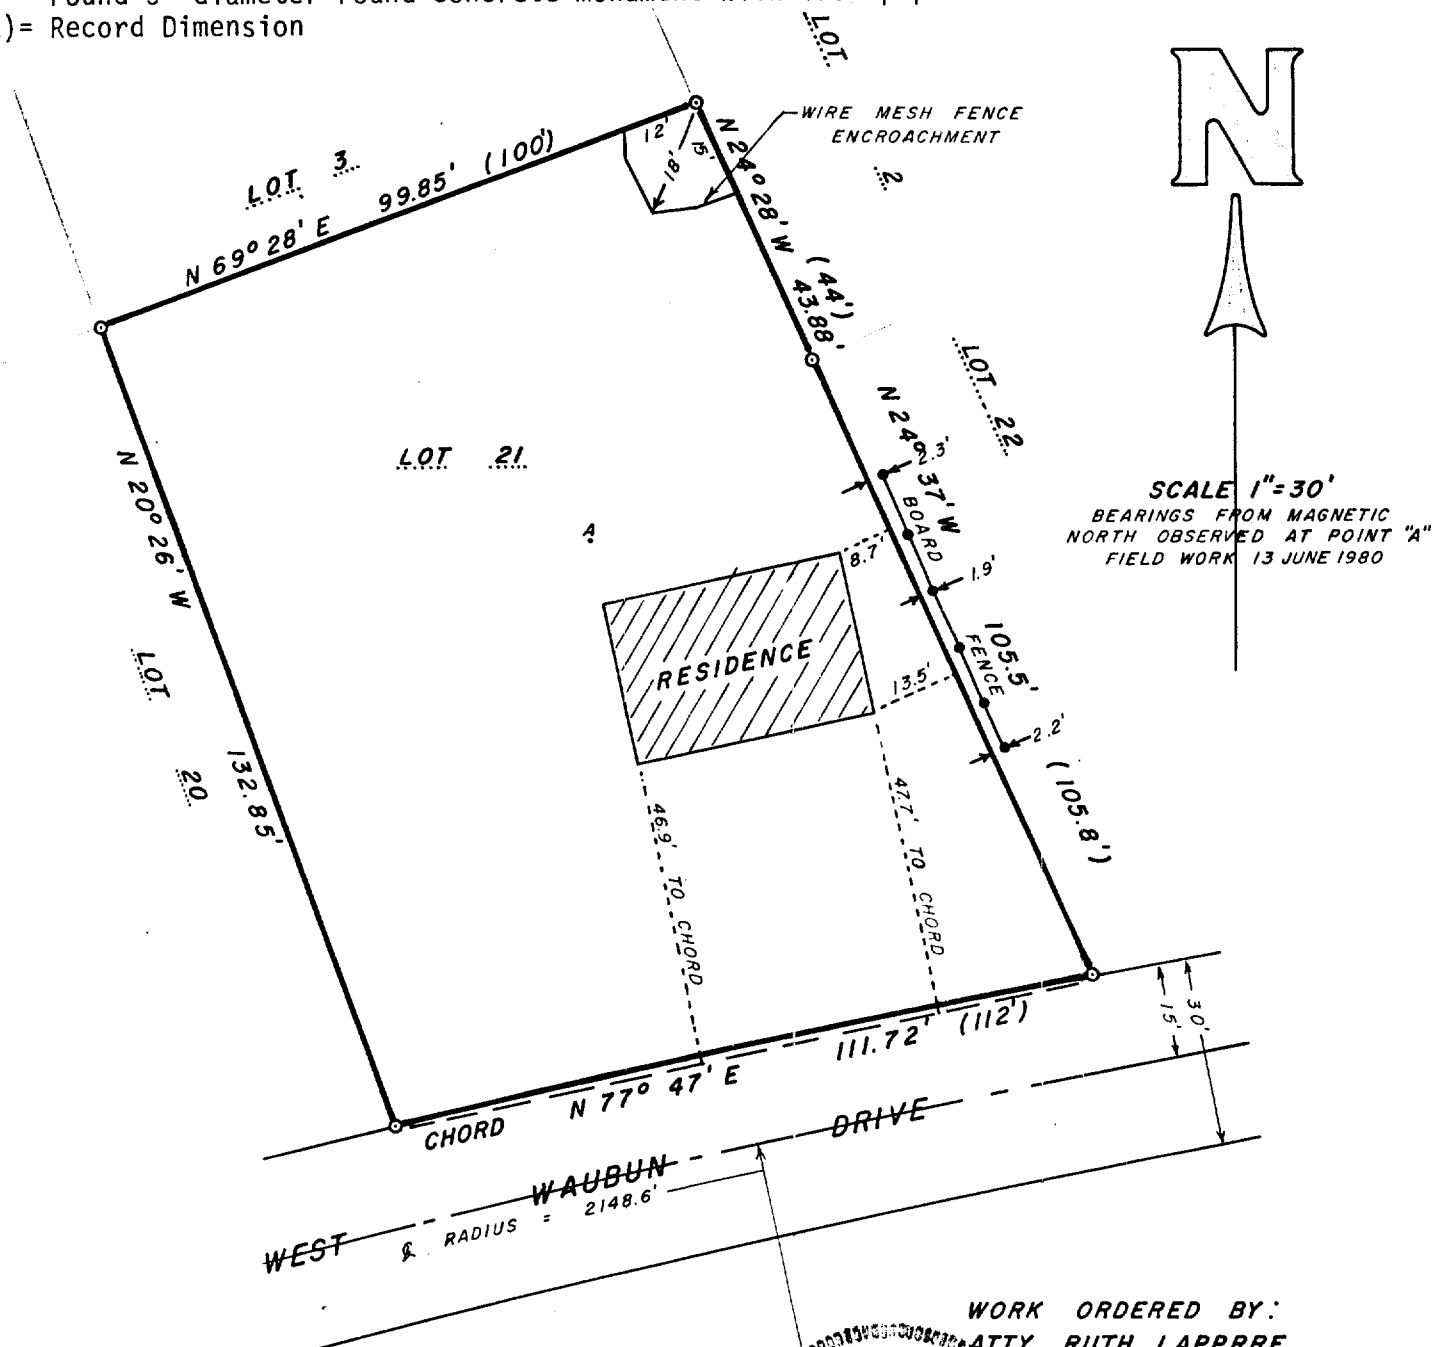 )= Record Dimension
LOT
2
WIRE MESH FENCE
ENCROACHMENT
N
12'
18'
15'
LOT 3
99.85' (100')
N 69° 28' E
N 24° 28' W
(44')
43.88'
LOT 22
N 24° 37' W
2.3'
BOARD
1.9'
FENCE
105.5'
2.2'
(105.8')
SCALE 1"=30'
BEARINGS FROM MAGNETIC
NORTH OBSERVED AT POINT "A"
FIELD WORK 13 JUNE 1980
LOT 21
A
8.7'
RESIDENCE
13.5'
N 20° 26' W
132.85'
LOT
20
46.9' TO CHORD
47.7' TO CHORD
111.72' (112')
N 77° 47' E
CHORD
15'
30'
WEST WAUBUN DRIVE
℄ RADIUS = 2148.6'
WORK ORDERED BY:
ATTY RUTH